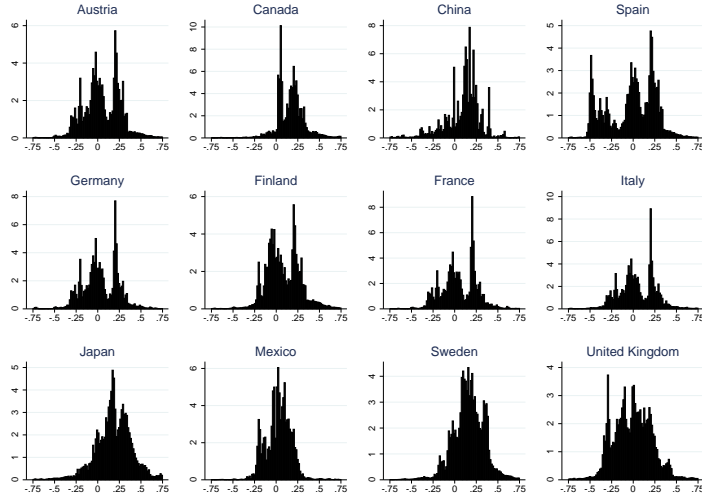 Austria Canada China Spain
6 4 2 0
10 8 6 4 2 0
8 6 4 2 0
5 4 3 2 1 0
-.75 -.5 -.25 0 .25 .5 .75 -.75 -.5 -.25 0 .25 .5 .75 -.75 -.5 -.25 0 .25 .5 .75 -.75 -.5 -.25 0 .25 .5 .75
Germany Finland France Italy
8 6 4 2 0
6 4 2 0
8 6 4 2 0
10 8 6 4 2 0
-.75 -.5 -.25 0 .25 .5 .75 -.75 -.5 -.25 0 .25 .5 .75 -.75 -.5 -.25 0 .25 .5 .75 -.75 -.5 -.25 0 .25 .5 .75
Japan Mexico Sweden United Kingdom
5 4 3 2 1 0
6 4 2 0
4 3 2 1 0
4 3 2 1 0
-.75 -.5 -.25 0 .25 .5 .75 -.75 -.5 -.25 0 .25 .5 .75 -.75 -.5 -.25 0 .25 .5 .75 -.75 -.5 -.25 0 .25 .5 .75